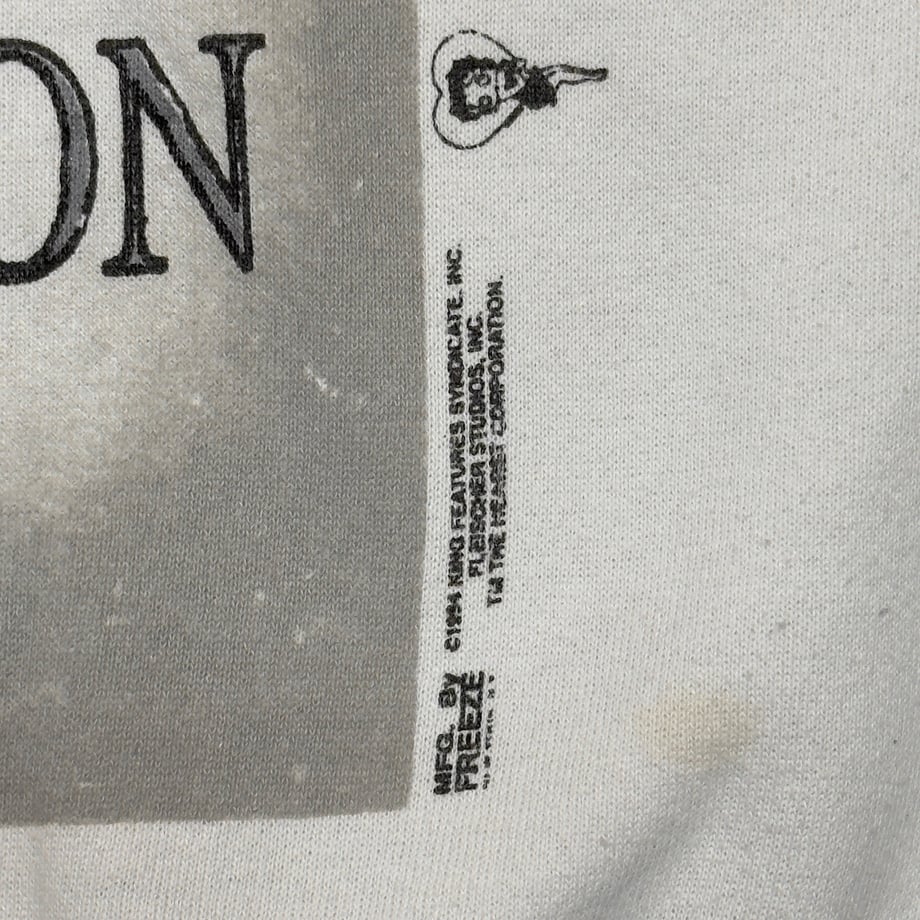 ON
©1994 KING FEATURES SYNDICATE, INC.
FLEISCHER STUDIOS, INC.
TM THE HEARST CORPORATION.
MFG. By
FREEZE